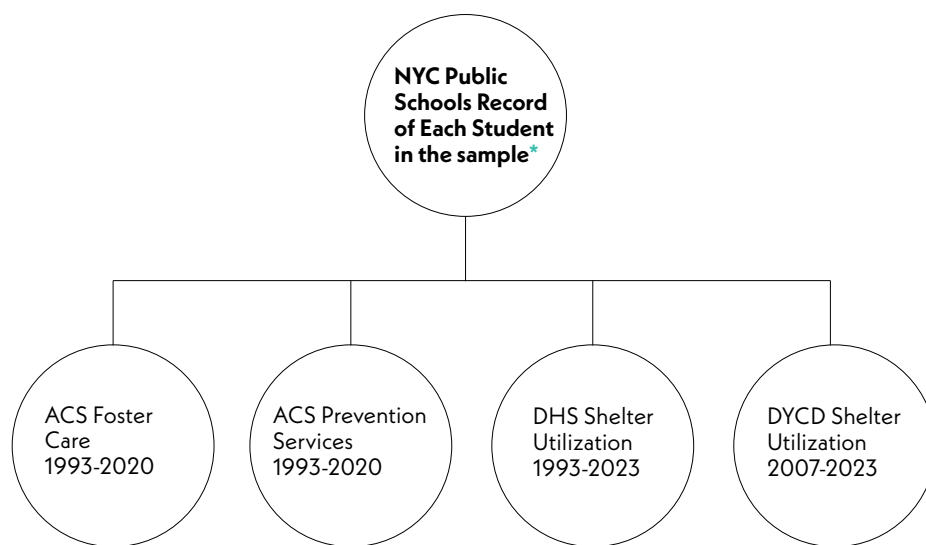 NYC Public
Schools Record
of Each Student
in the sample*
ACS Foster
Care
1993-2020
ACS Prevention
Services
1993-2020
DHS Shelter
Utilization
1993-2023
DYCD Shelter
Utilization
2007-2023